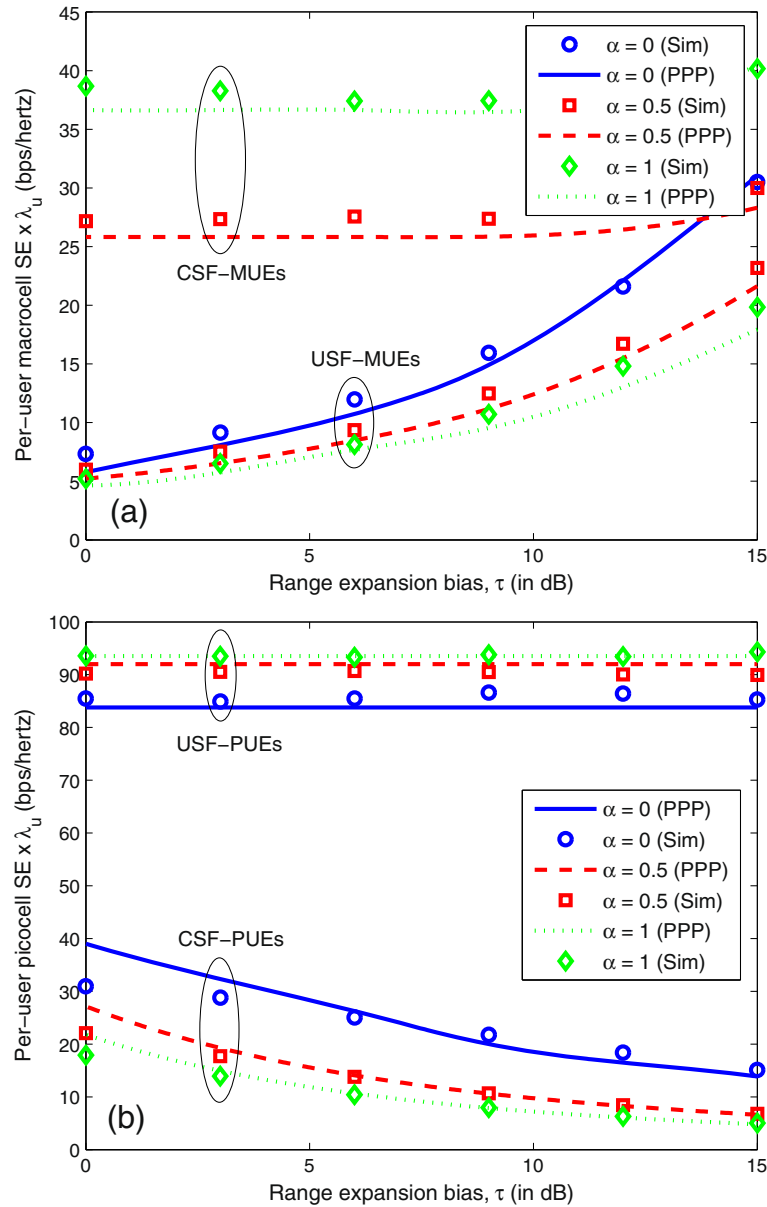 45
40
35
30
25
20
15
10
5
0
Per-user macrocell SE x λ_u (bps/hertz)
α = 0 (Sim)
α = 0 (PPP)
α = 0.5 (Sim)
α = 0.5 (PPP)
α = 1 (Sim)
α = 1 (PPP)
CSF-MUEs
USF-MUEs
(a)
0 5 10 15
Range expansion bias, τ (in dB)
100
90
80
70
60
50
40
30
20
10
0
Per-user picocell SE x λ_u (bps/hertz)
USF-PUEs
α = 0 (PPP)
α = 0 (Sim)
α = 0.5 (PPP)
α = 0.5 (Sim)
α = 1 (PPP)
α = 1 (Sim)
CSF-PUEs
(b)
0 5 10 15
Range expansion bias, τ (in dB)